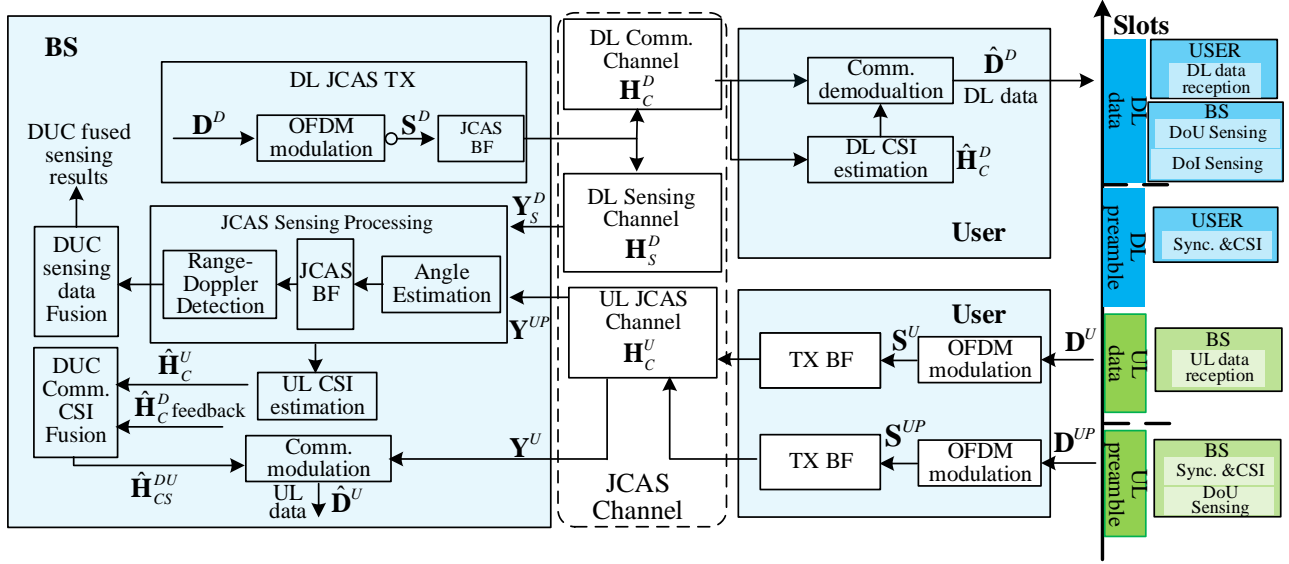 BS
DL JCAS TX
𝐃^D
OFDM
modulation
𝐒^D
JCAS
BF
DUC fused
sensing
results
JCAS Sensing Processing
DUC
sensing
data
Fusion
Range-
Doppler
Detection
JCAS
BF
Angle
Estimation
𝐘_S^D
𝐘^{UP}
DUC
Comm.
CSI
Fusion
Ĥ_C^U
Ĥ_C^D feedback
UL CSI
estimation
Comm.
modulation
Ĥ_{CS}^{DU}
UL
data
D̂^U
𝐘^U
DL Comm.
Channel
𝐇_C^D
DL Sensing
Channel
𝐇_S^D
UL JCAS
Channel
𝐇_C^U
JCAS
Channel
Comm.
demodualtion
DL CSI
estimation
Ĥ_C^D
D̂^D
DL data
User
User
TX BF
𝐒^U
OFDM
modulation
𝐃^U
TX BF
𝐒^{UP}
OFDM
modulation
𝐃^{UP}
Slots
DL
data
USER
DL data
reception
BS
DoU Sensing
DoI Sensing
DL
preamble
USER
Sync. &CSI
UL
data
BS
UL data
reception
UL
preamble
BS
Sync. &CSI
DoU
Sensing